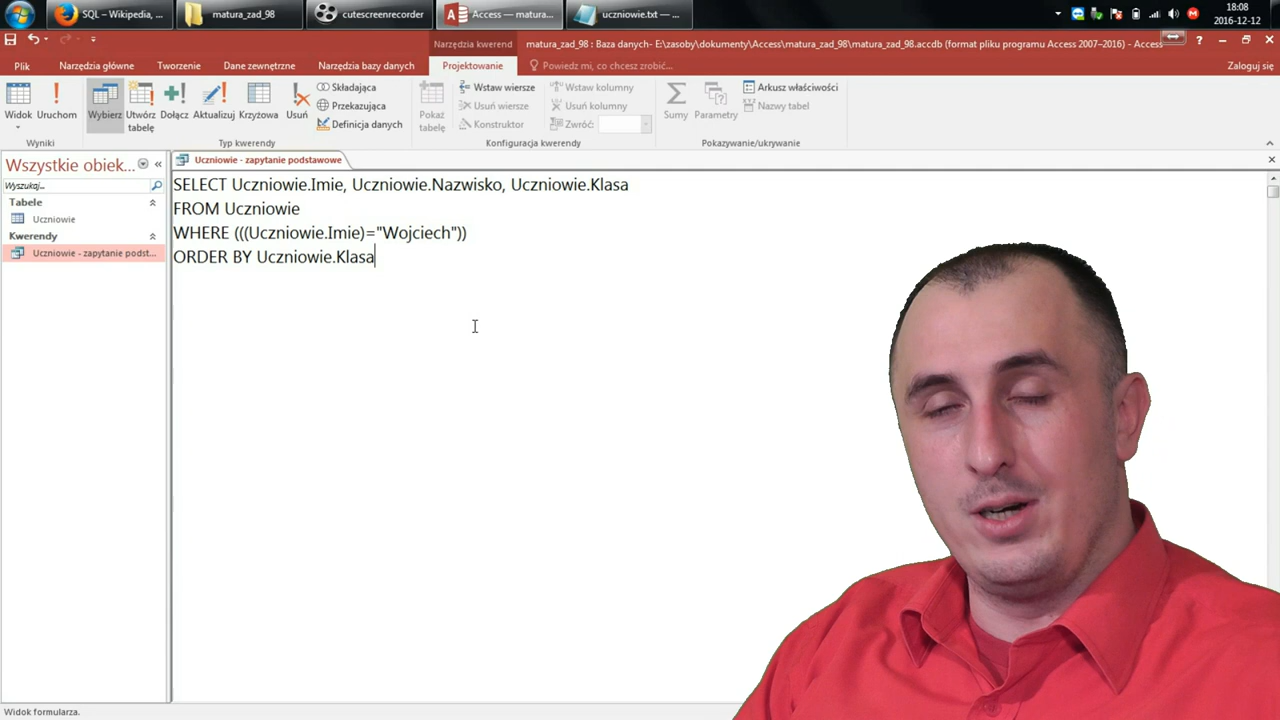 SQL – Wikipedia, ...
matura_zad_98
cutescreenrecorder
Access — matura...
uczniowie.txt — ...
18:08
2016-12-12
Narzędzia kwerend
matura_zad_98 : Baza danych- E:\zasoby\dokumenty\Access\matura_zad_98\matura_zad_98.accdb (format pliku programu Access 2007–2016) - Access
Plik
Narzędzia główne
Tworzenie
Dane zewnętrzne
Narzędzia bazy danych
Projektowanie
Powiedz mi, co chcesz zrobić...
Zaloguj się
Widok
Uruchom
Wybierz
Utwórz tabelę
Dołącz
Aktualizuj
Krzyżowa
Usuń
Składająca
Przekazująca
Definicja danych
Pokaż tabelę
Wstaw wiersze
Usuń wiersze
Konstruktor
Wstaw kolumny
Usuń kolumny
Zwróć:
Sumy
Parametry
Arkusz właściwości
Nazwy tabel
Wyniki
Typ kwerendy
Konfiguracja kwerendy
Pokazywanie/ukrywanie
Wszystkie obiek...
Wyszukaj...
Tabele
Uczniowie
Kwerendy
Uczniowie - zapytanie podst...
Uczniowie - zapytanie podstawowe
SELECT Uczniowie.Imie, Uczniowie.Nazwisko, Uczniowie.Klasa
FROM Uczniowie
WHERE (((Uczniowie.Imie)="Wojciech"))
ORDER BY Uczniowie.Klasa
Widok formularza.